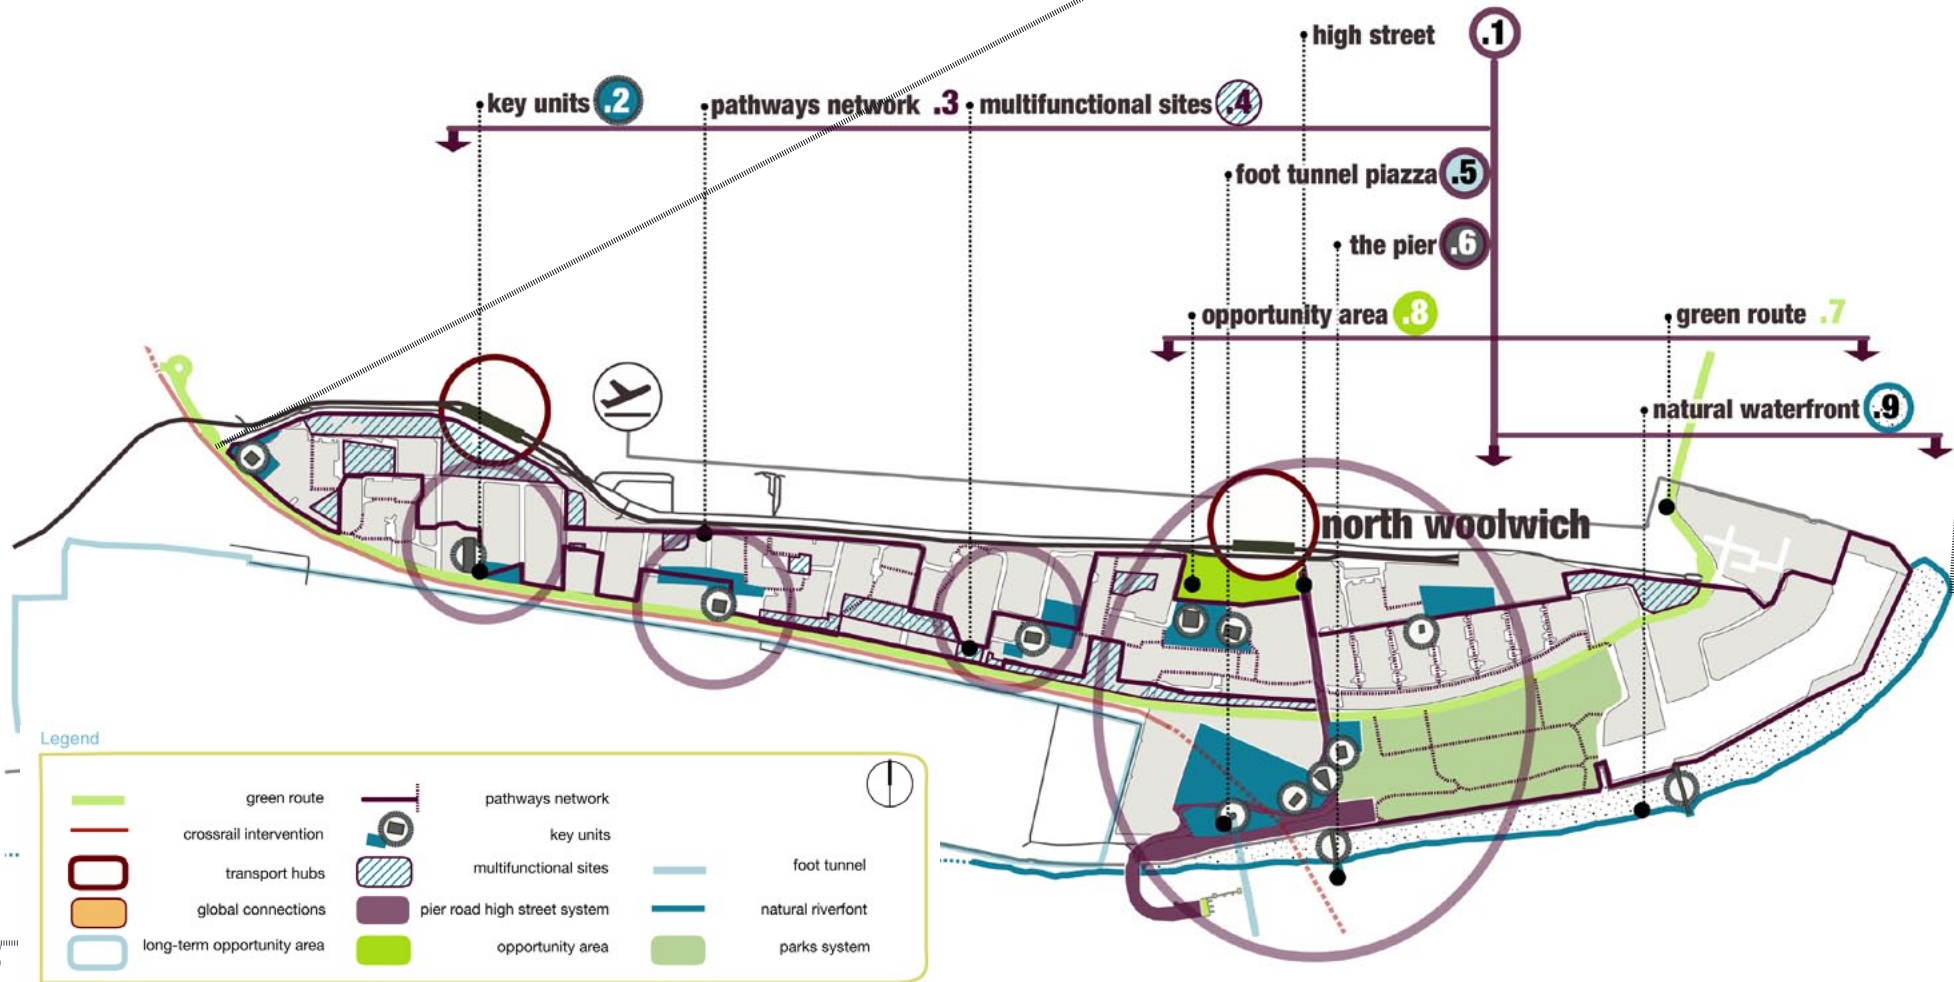 high street .1
key units .2
pathways network .3
multifunctional sites .4
foot tunnel piazza .5
the pier .6
opportunity area .8
green route .7
natural waterfront .9
north woolwich
Legend
green route
crossrail intervention
transport hubs
global connections
long-term opportunity area
pathways network
key units
multifunctional sites
pier road high street system
opportunity area
foot tunnel
natural riverfont
parks system